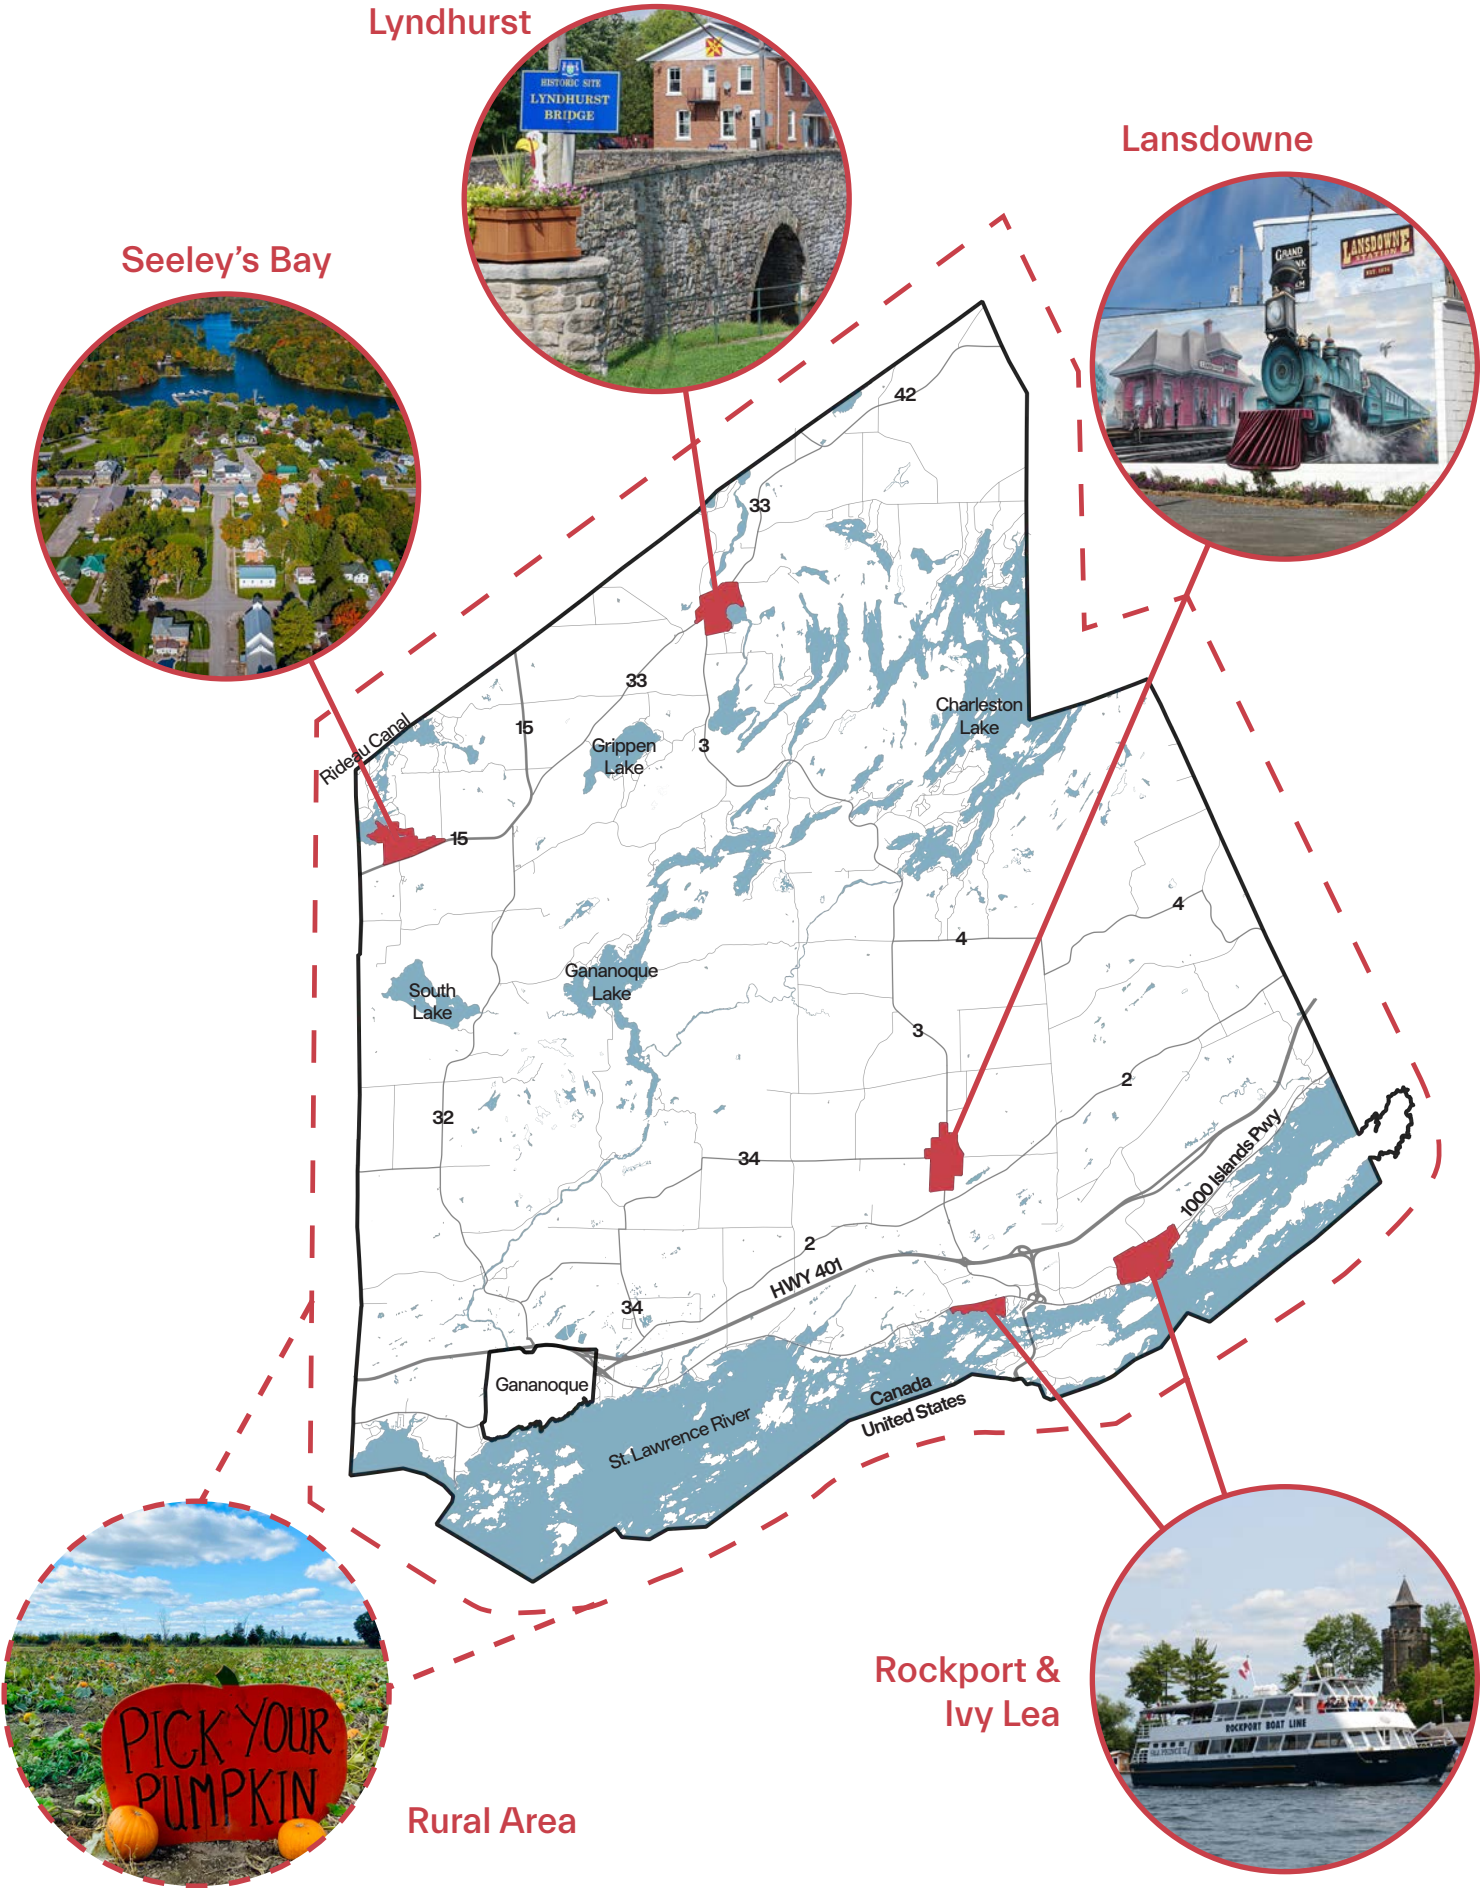 Lyndhurst
HISTORIC SITE
LYNDHURST
BRIDGE
Lansdowne
GRAND
LANSDOWNE
STATION
Seeley's Bay
42
33
33
15
Rideau Canal
Grippen
Lake
3
Charleston
Lake
15
4
4
South
Lake
Gananoque
Lake
3
2
32
34
1000 Islands Pwy
2
HWY 401
34
Gananoque
Canada
United States
St. Lawrence River
PICK YOUR
PUMPKIN
Rural Area
Rockport &
Ivy Lea
ROCKPORT BOAT LINE